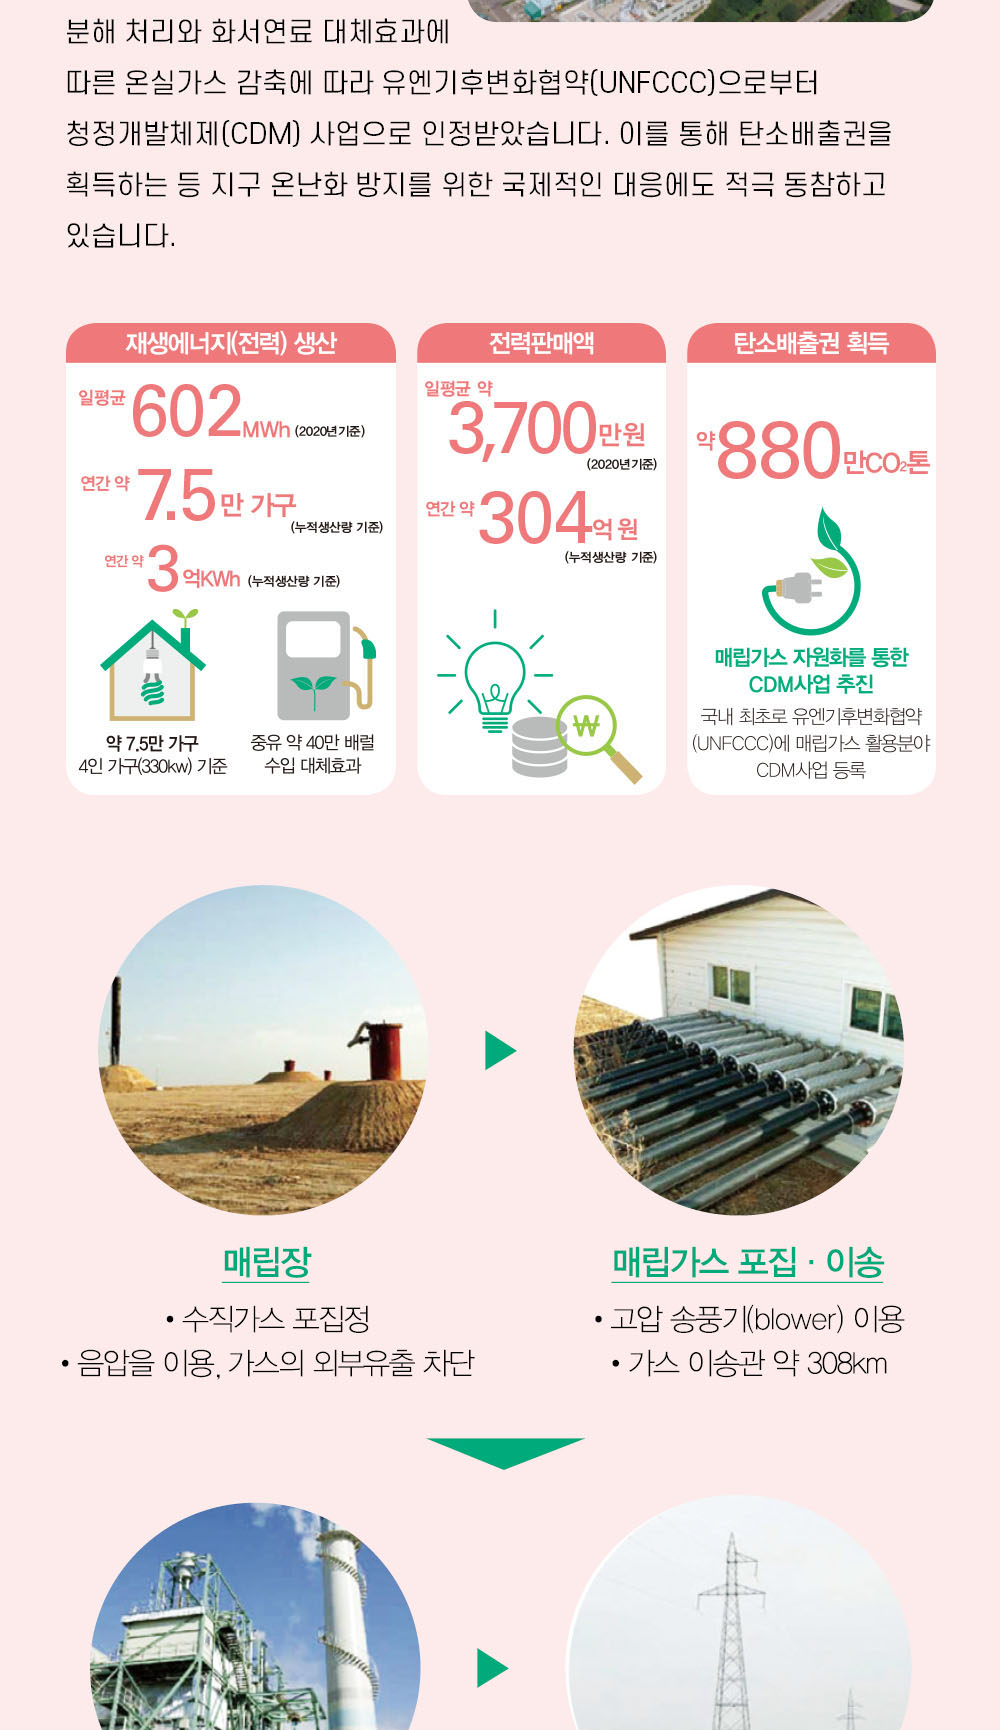 분해 처리와 화서연료 대체효과에
따른 온실가스 감축에 따라 유엔기후변화협약(UNFCCC)으로부터
청정개발체제(CDM) 사업으로 인정받았습니다. 이를 통해 탄소배출권을
획득하는 등 지구 온난화 방지를 위한 국제적인 대응에도 적극 동참하고
있습니다.
재생에너지(전력) 생산
일평균 602MWh (2020년 기준)
연간 약 7.5만 가구
(누적생산량 기준)
연간 약 3억KWh (누적생산량 기준)
약 7.5만 가구
4인 가구(330kw) 기준
중유 약 40만 배럴
수입 대체효과
전력판매액
일평균 약
3,700만원
(2020년 기준)
연간 약 304억 원
(누적생산량 기준)
₩
탄소배출권 획득
약 880만CO₂톤
매립가스 자원화를 통한
CDM사업 추진
국내 최초로 유엔기후변화협약
(UNFCCC)에 매립가스 활용분야
CDM사업 등록
매립장
• 수직가스 포집정
• 음압을 이용, 가스의 외부유출 차단
매립가스 포집 · 이송
• 고압 송풍기(blower) 이용
• 가스 이송관 약 308km